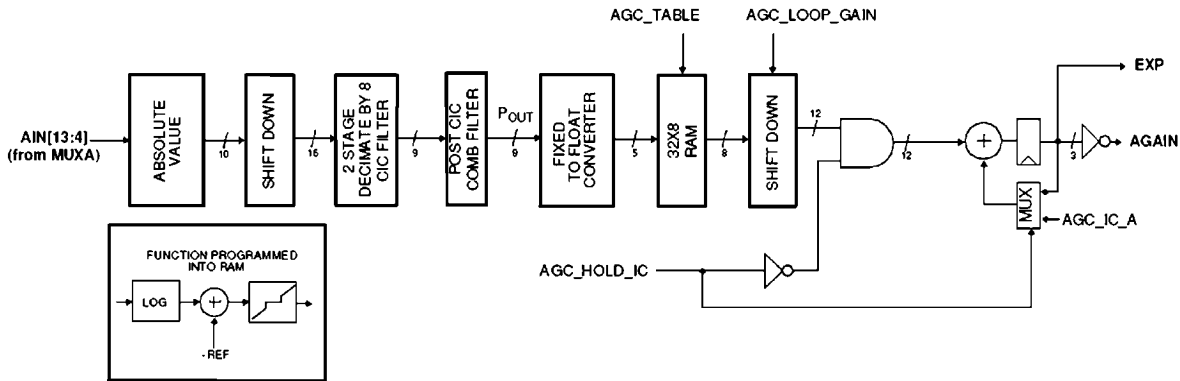 AGC_TABLE
AGC_LOOP_GAIN
EXP
AIN[13:4]
(from MUXA)
ABSOLUTE
VALUE
10
SHIFT DOWN
16
2 STAGE
DECIMATE BY 8
CIC FILTER
9
POST CIC
COMB FILTER
POUT
9
FIXED
TO FLOAT
CONVERTER
5
32X8
RAM
8
SHIFT DOWN
12
12
3
AGAIN
MUX
AGC_IC_A
AGC_HOLD_IC
FUNCTION PROGRAMMED
INTO RAM
LOG
-REF